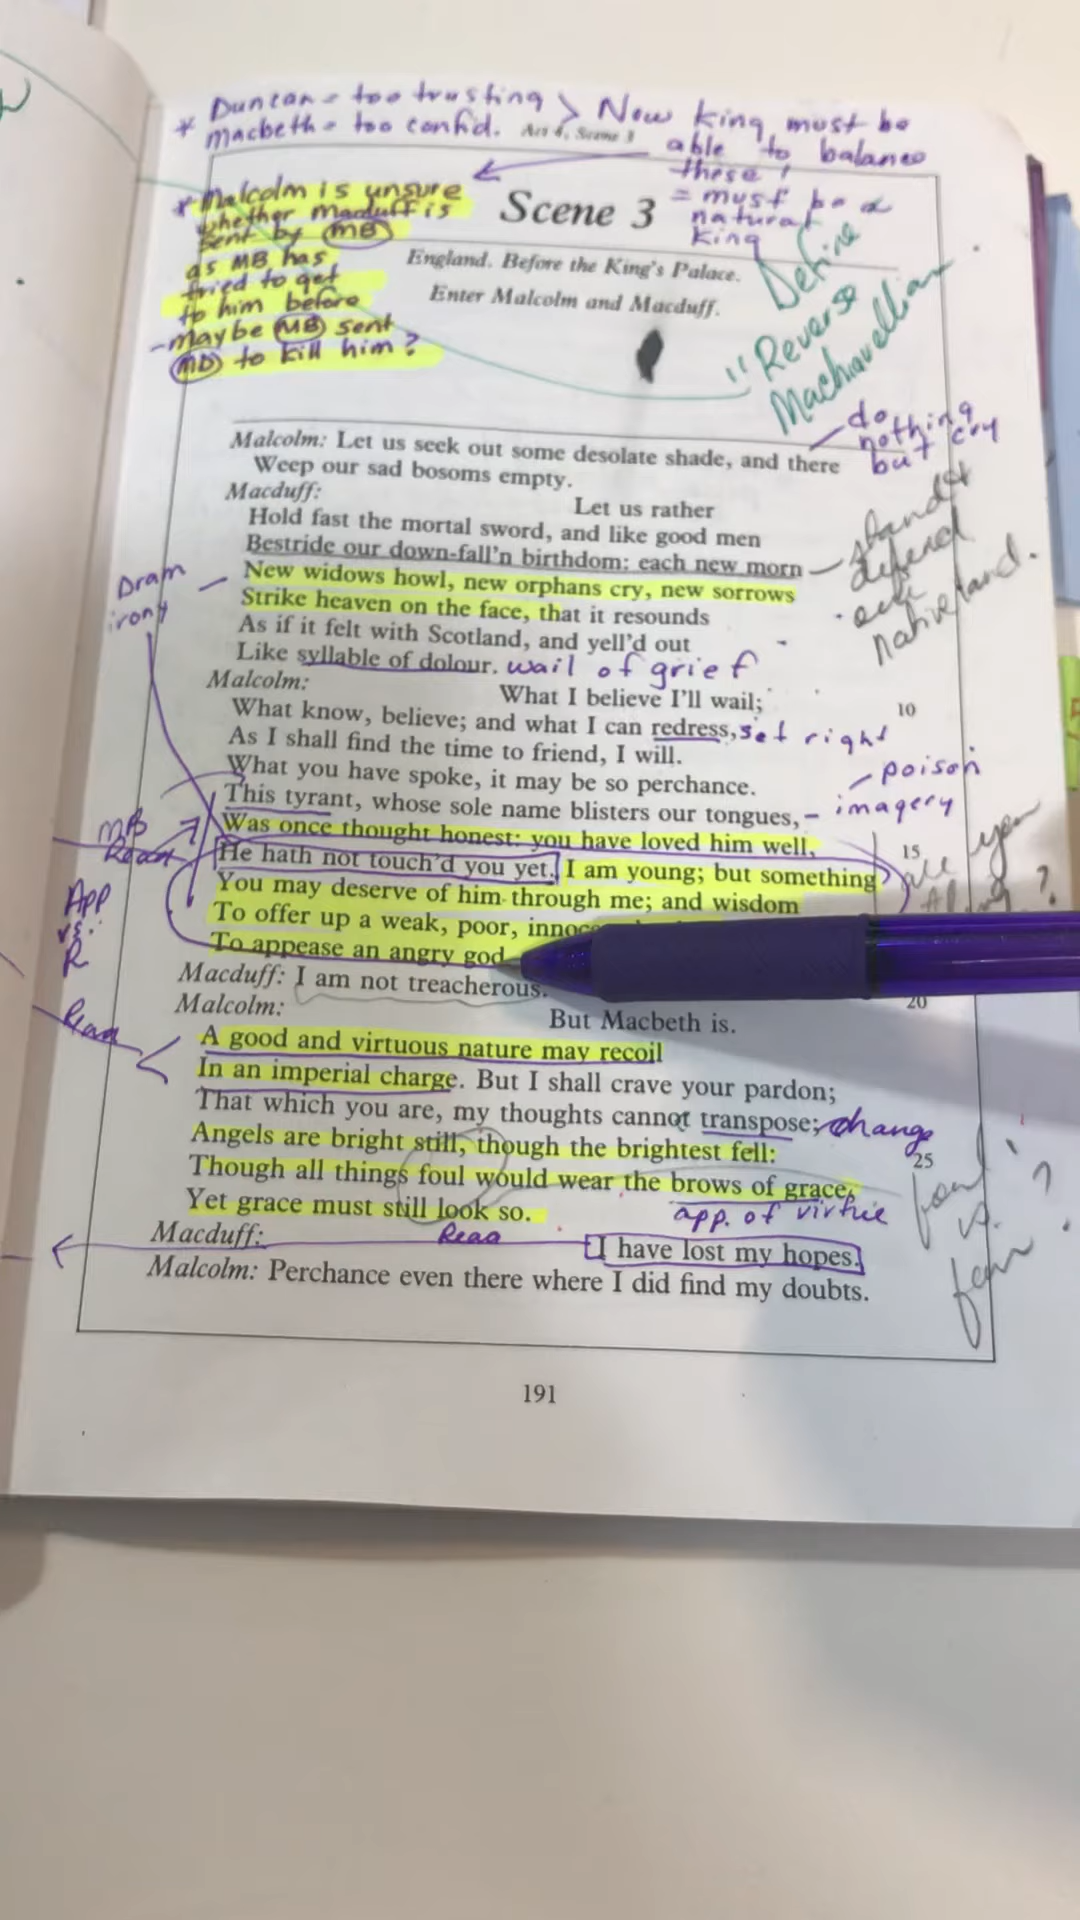 * Duncan = too trusting > Now king must be
* Macbeth = too confid. Act 4, Scene 3 able to balance
these!
= must be a
natural
king
* Malcolm is unsure
whether Macduff is
sent by MB
as MB has
tried to get
to him before
- maybe MB sent
MD to kill him?
Scene 3
England. Before the King's Palace.
Enter Malcolm and Macduff.
Define
"Reverse
Machiavellian
- do
nothing
but cry
Malcolm: Let us seek out some desolate shade, and there
Weep our sad bosoms empty.
Macduff:
Let us rather
Hold fast the mortal sword, and like good men
Bestride our down-fall'n birthdom: each new morn
New widows howl, new orphans cry, new sorrows
Strike heaven on the face, that it resounds
As if it felt with Scotland, and yell'd out
Like syllable of dolour. wail of grief
stand &
defend
our
native land.
Dram
irony
Malcolm:
What I believe I'll wail;
What know, believe; and what I can redress, set right
10
As I shall find the time to friend, I will.
What you have spoke, it may be so perchance.
This tyrant, whose sole name blisters our tongues, - poison
imagery
Was once thought honest: you have loved him well,
15
He hath not touch'd you yet. I am young; but something
You may deserve of him through me; and wisdom
To offer up a weak, poor,
To appease an angry god
MB
App
vs.
R
Macduff: I am not treacherous.
Malcolm:
But Macbeth is.
20
A good and virtuous nature may recoil
In an imperial charge. But I shall crave your pardon;
That which you are, my thoughts cannot transpose; change
Angels are bright still, though the brightest fell:
25
Though all things foul would wear the brows of grace,
Yet grace must still look so. app. of virtue
foul
vs.
fair
?
Macduff:
Read
I have lost my hopes.
Malcolm: Perchance even there where I did find my doubts.
191